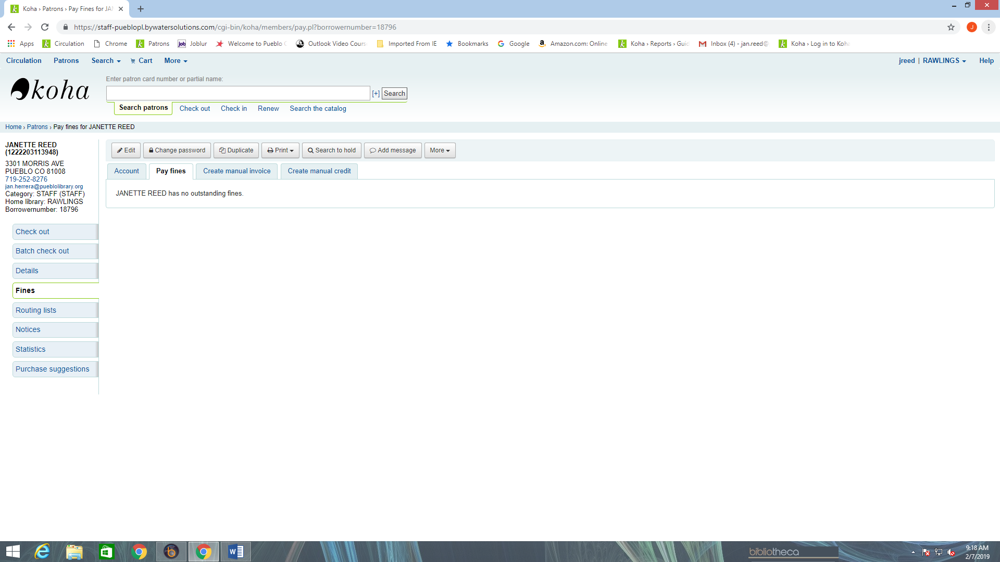 Koha › Patrons › Pay Fines for JAN
https://staff-pueblopl.bywatersolutions.com/cgi-bin/koha/members/pay.pl?borrowernumber=18796
J
Apps Circulation Chrome Patrons job Joblur Welcome to Pueblo C Outlook Video Cours Imported From IE Bookmarks Google Amazon.com: Online Koha › Reports › Guid Inbox (4) - jan.reed@ Koha › Log in to Koha
Circulation Patrons Search Cart More jreed | RAWLINGS Help
koha
Enter patron card number or partial name:
[+] Search
Search patrons Check out Check in Renew Search the catalog
Home › Patrons › Pay fines for JANETTE REED
JANETTE REED
(1222203113948)
3301 MORRIS AVE
PUEBLO CO 81008
719-252-8276
jan.herrera@pueblolibrary.org
Category: STAFF (STAFF)
Home library: RAWLINGS
Borrowernumber: 18796
Check out
Batch check out
Details
Fines
Routing lists
Notices
Statistics
Purchase suggestions
Edit Change password Duplicate Print Search to hold Add message More
Account Pay fines Create manual invoice Create manual credit
JANETTE REED has no outstanding fines.
bibliotheca
9:18 AM
2/7/2019